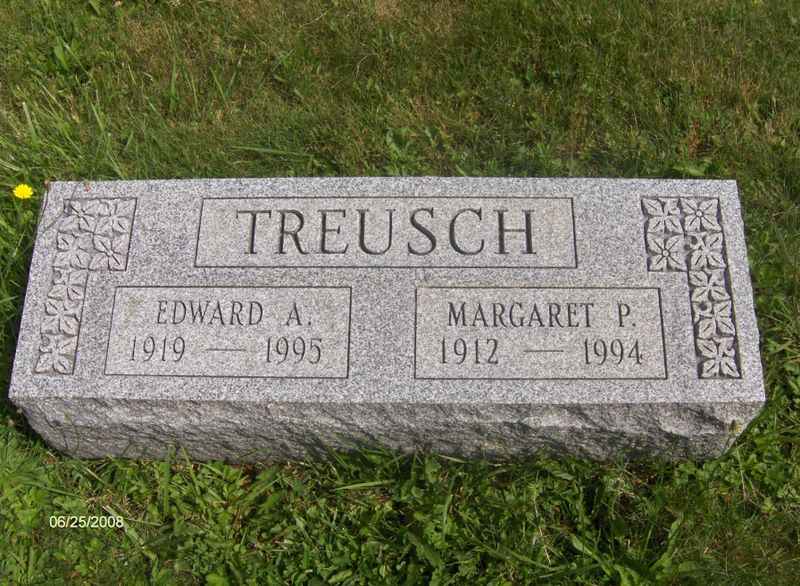 TREUSCH
EDWARD A.
1919 — 1995
MARGARET P.
1912 — 1994
06/25/2008